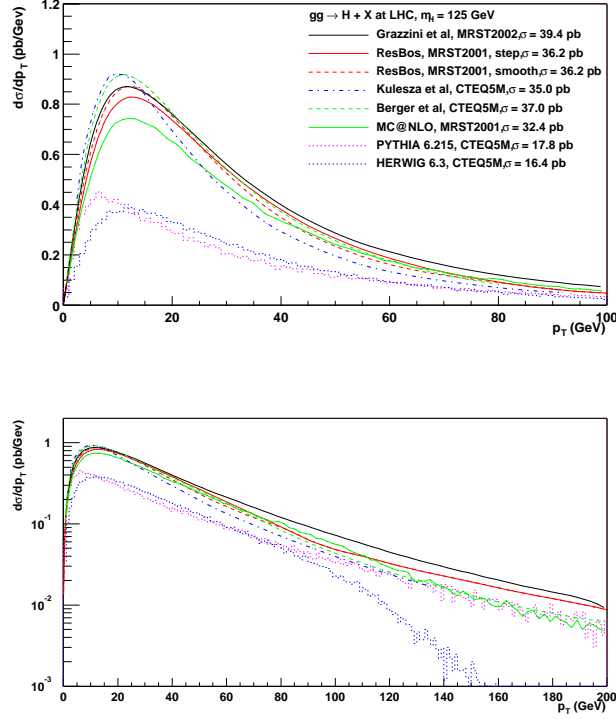 dσ/dp_T (pb/GeV)
gg → H + X at LHC, m_H = 125 GeV
Grazzini et al, MRST2002,σ = 39.4 pb
ResBos, MRST2001, step,σ = 36.2 pb
ResBos, MRST2001, smooth,σ = 36.2 pb
Kulesza et al, CTEQ5M,σ = 35.0 pb
Berger et al, CTEQ5M,σ = 37.0 pb
MC@NLO, MRST2001,σ = 32.4 pb
PYTHIA 6.215, CTEQ5M,σ = 17.8 pb
HERWIG 6.3, CTEQ5M,σ = 16.4 pb
1.2
1
0.8
0.6
0.4
0.2
0
0 20 40 60 80 100
p_T (GeV)
dσ/dp_T (pb/GeV)
1
10^-1
10^-2
10^-3
0 20 40 60 80 100 120 140 160 180 200
p_T (GeV)